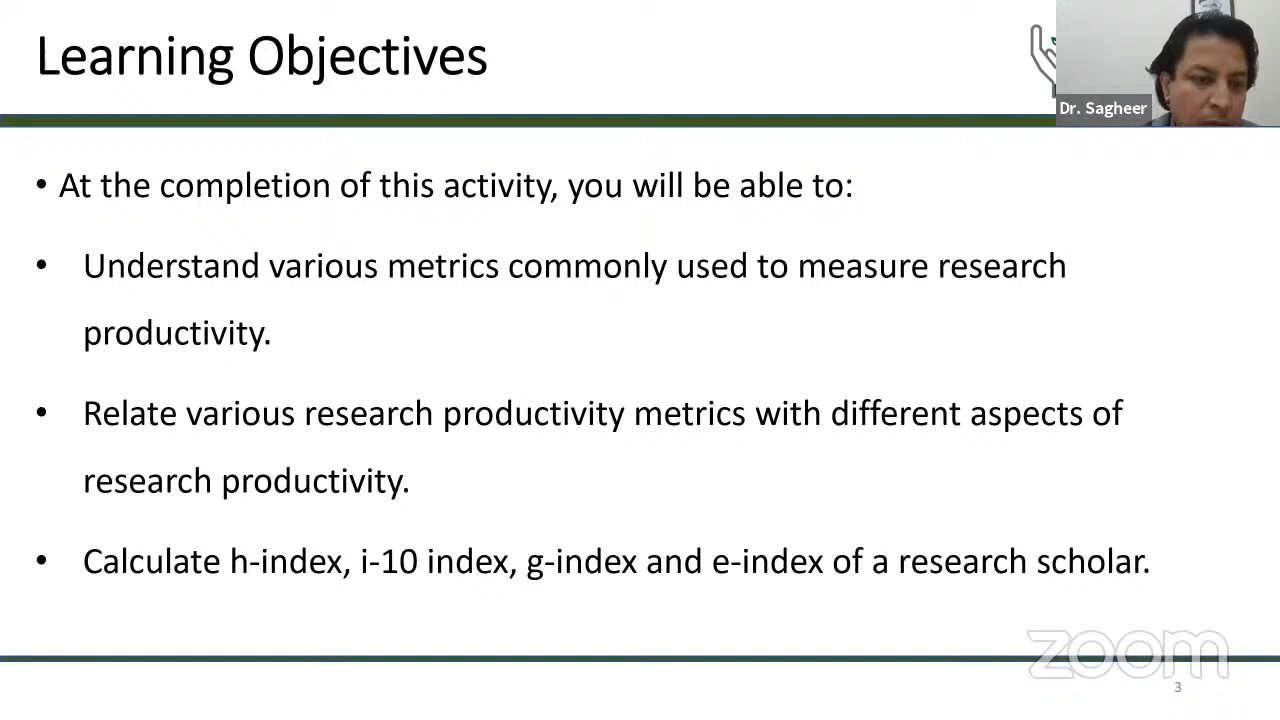 Learning Objectives
Dr. Sagheer
• At the completion of this activity, you will be able to:
• Understand various metrics commonly used to measure research
productivity.
• Relate various research productivity metrics with different aspects of
research productivity.
• Calculate h-index, i-10 index, g-index and e-index of a research scholar.
zoom
3